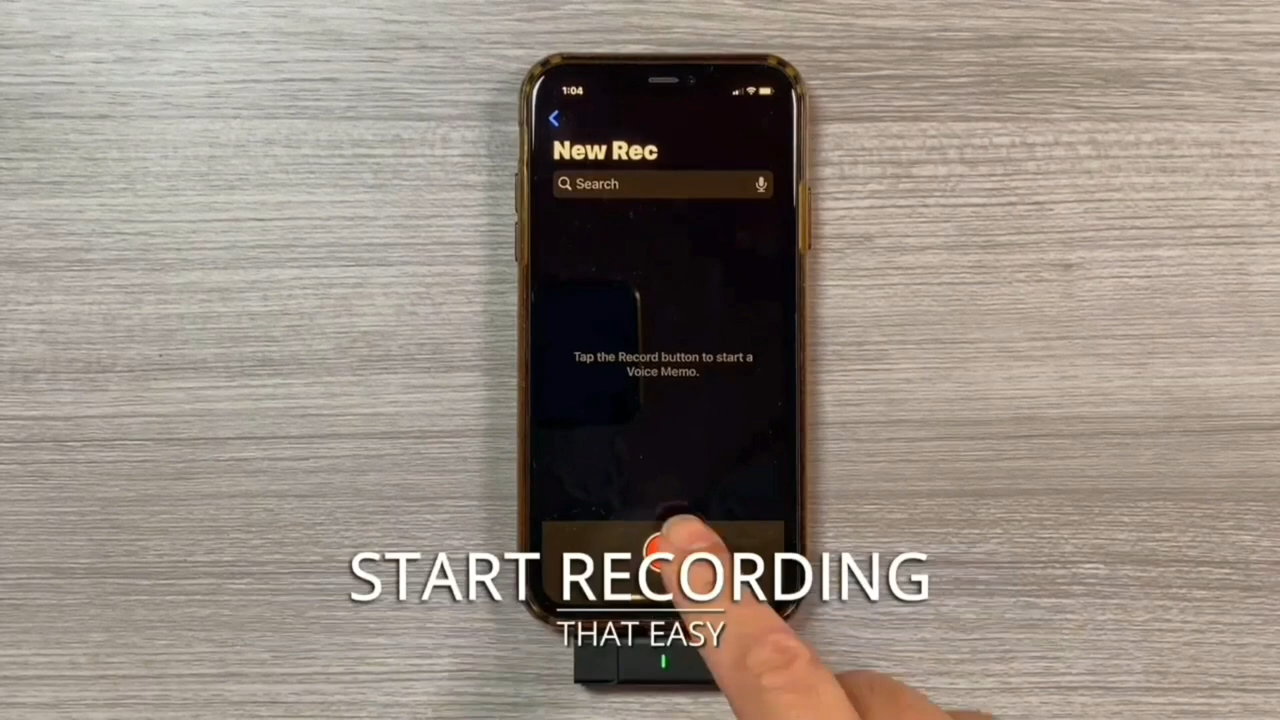 1:04
New Rec
Search
Tap the Record button to start a
Voice Memo.
START RECORDING
THAT EASY